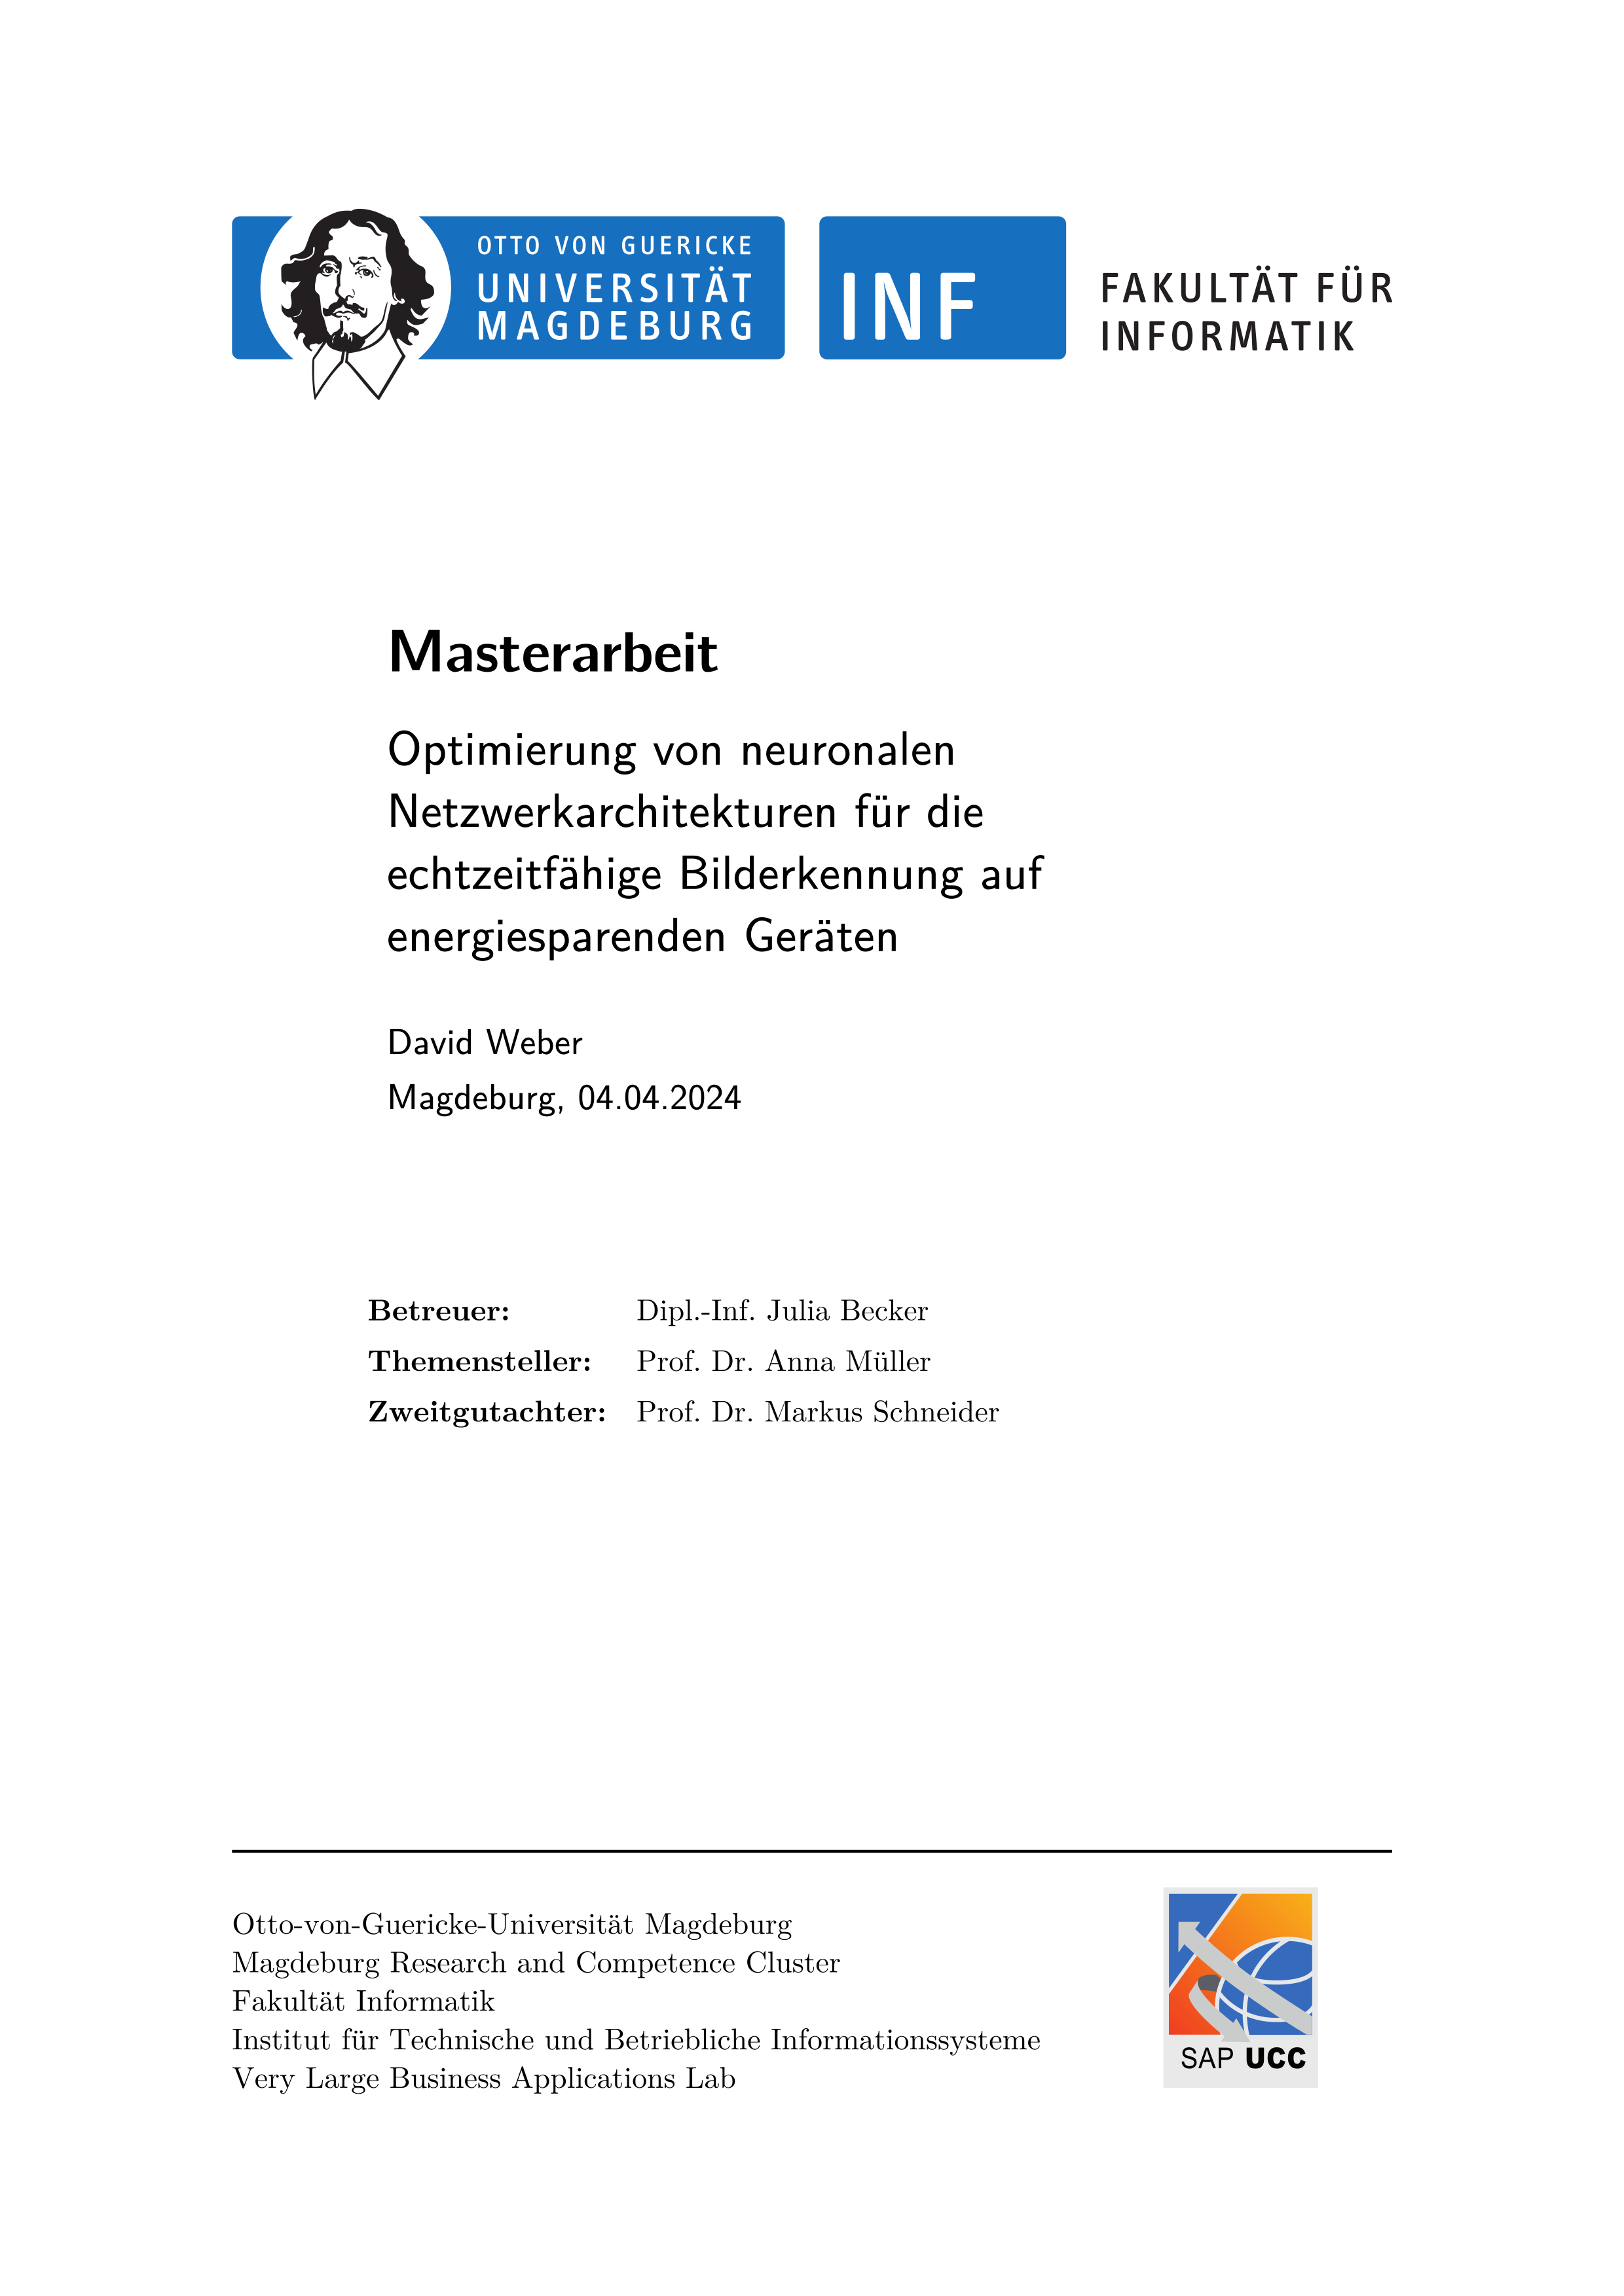 OTTO VON GUERICKE
UNIVERSITÄT
MAGDEBURG
INF
FAKULTÄT FÜR
INFORMATIK
Masterarbeit
Optimierung von neuronalen
Netzwerkarchitekturen für die
echtzeitfähige Bilderkennung auf
energiesparenden Geräten
David Weber
Magdeburg, 04.04.2024
Betreuer: Dipl.-Inf. Julia Becker
Themensteller: Prof. Dr. Anna Müller
Zweitgutachter: Prof. Dr. Markus Schneider
Otto-von-Guericke-Universität Magdeburg
Magdeburg Research and Competence Cluster
Fakultät Informatik
Institut für Technische und Betriebliche Informationssysteme
Very Large Business Applications Lab
SAP UCC